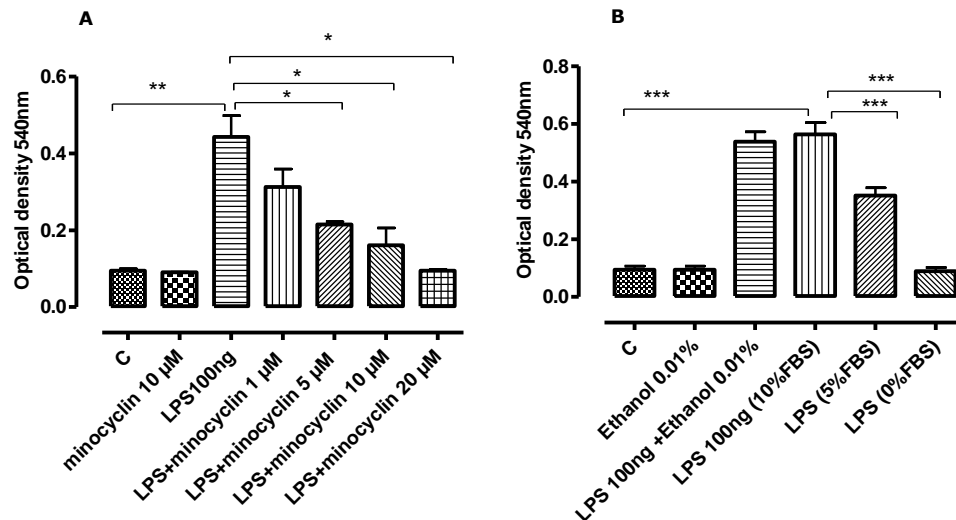 A
*
*
**
*
*
Optical density 540nm
0.6
0.4
0.2
0.0
C
minocyclin 10 µM
LPS100ng
LPS+minocyclin 1 µM
LPS+minocyclin 5 µM
LPS+minocyclin 10 µM
LPS+minocyclin 20 µM
B
***
***
***
Optical density 540nm
0.8
0.6
0.4
0.2
0.0
C
Ethanol 0.01%
LPS 100ng +Ethanol 0.01%
LPS 100ng (10%FBS)
LPS (5%FBS)
LPS (0%FBS)